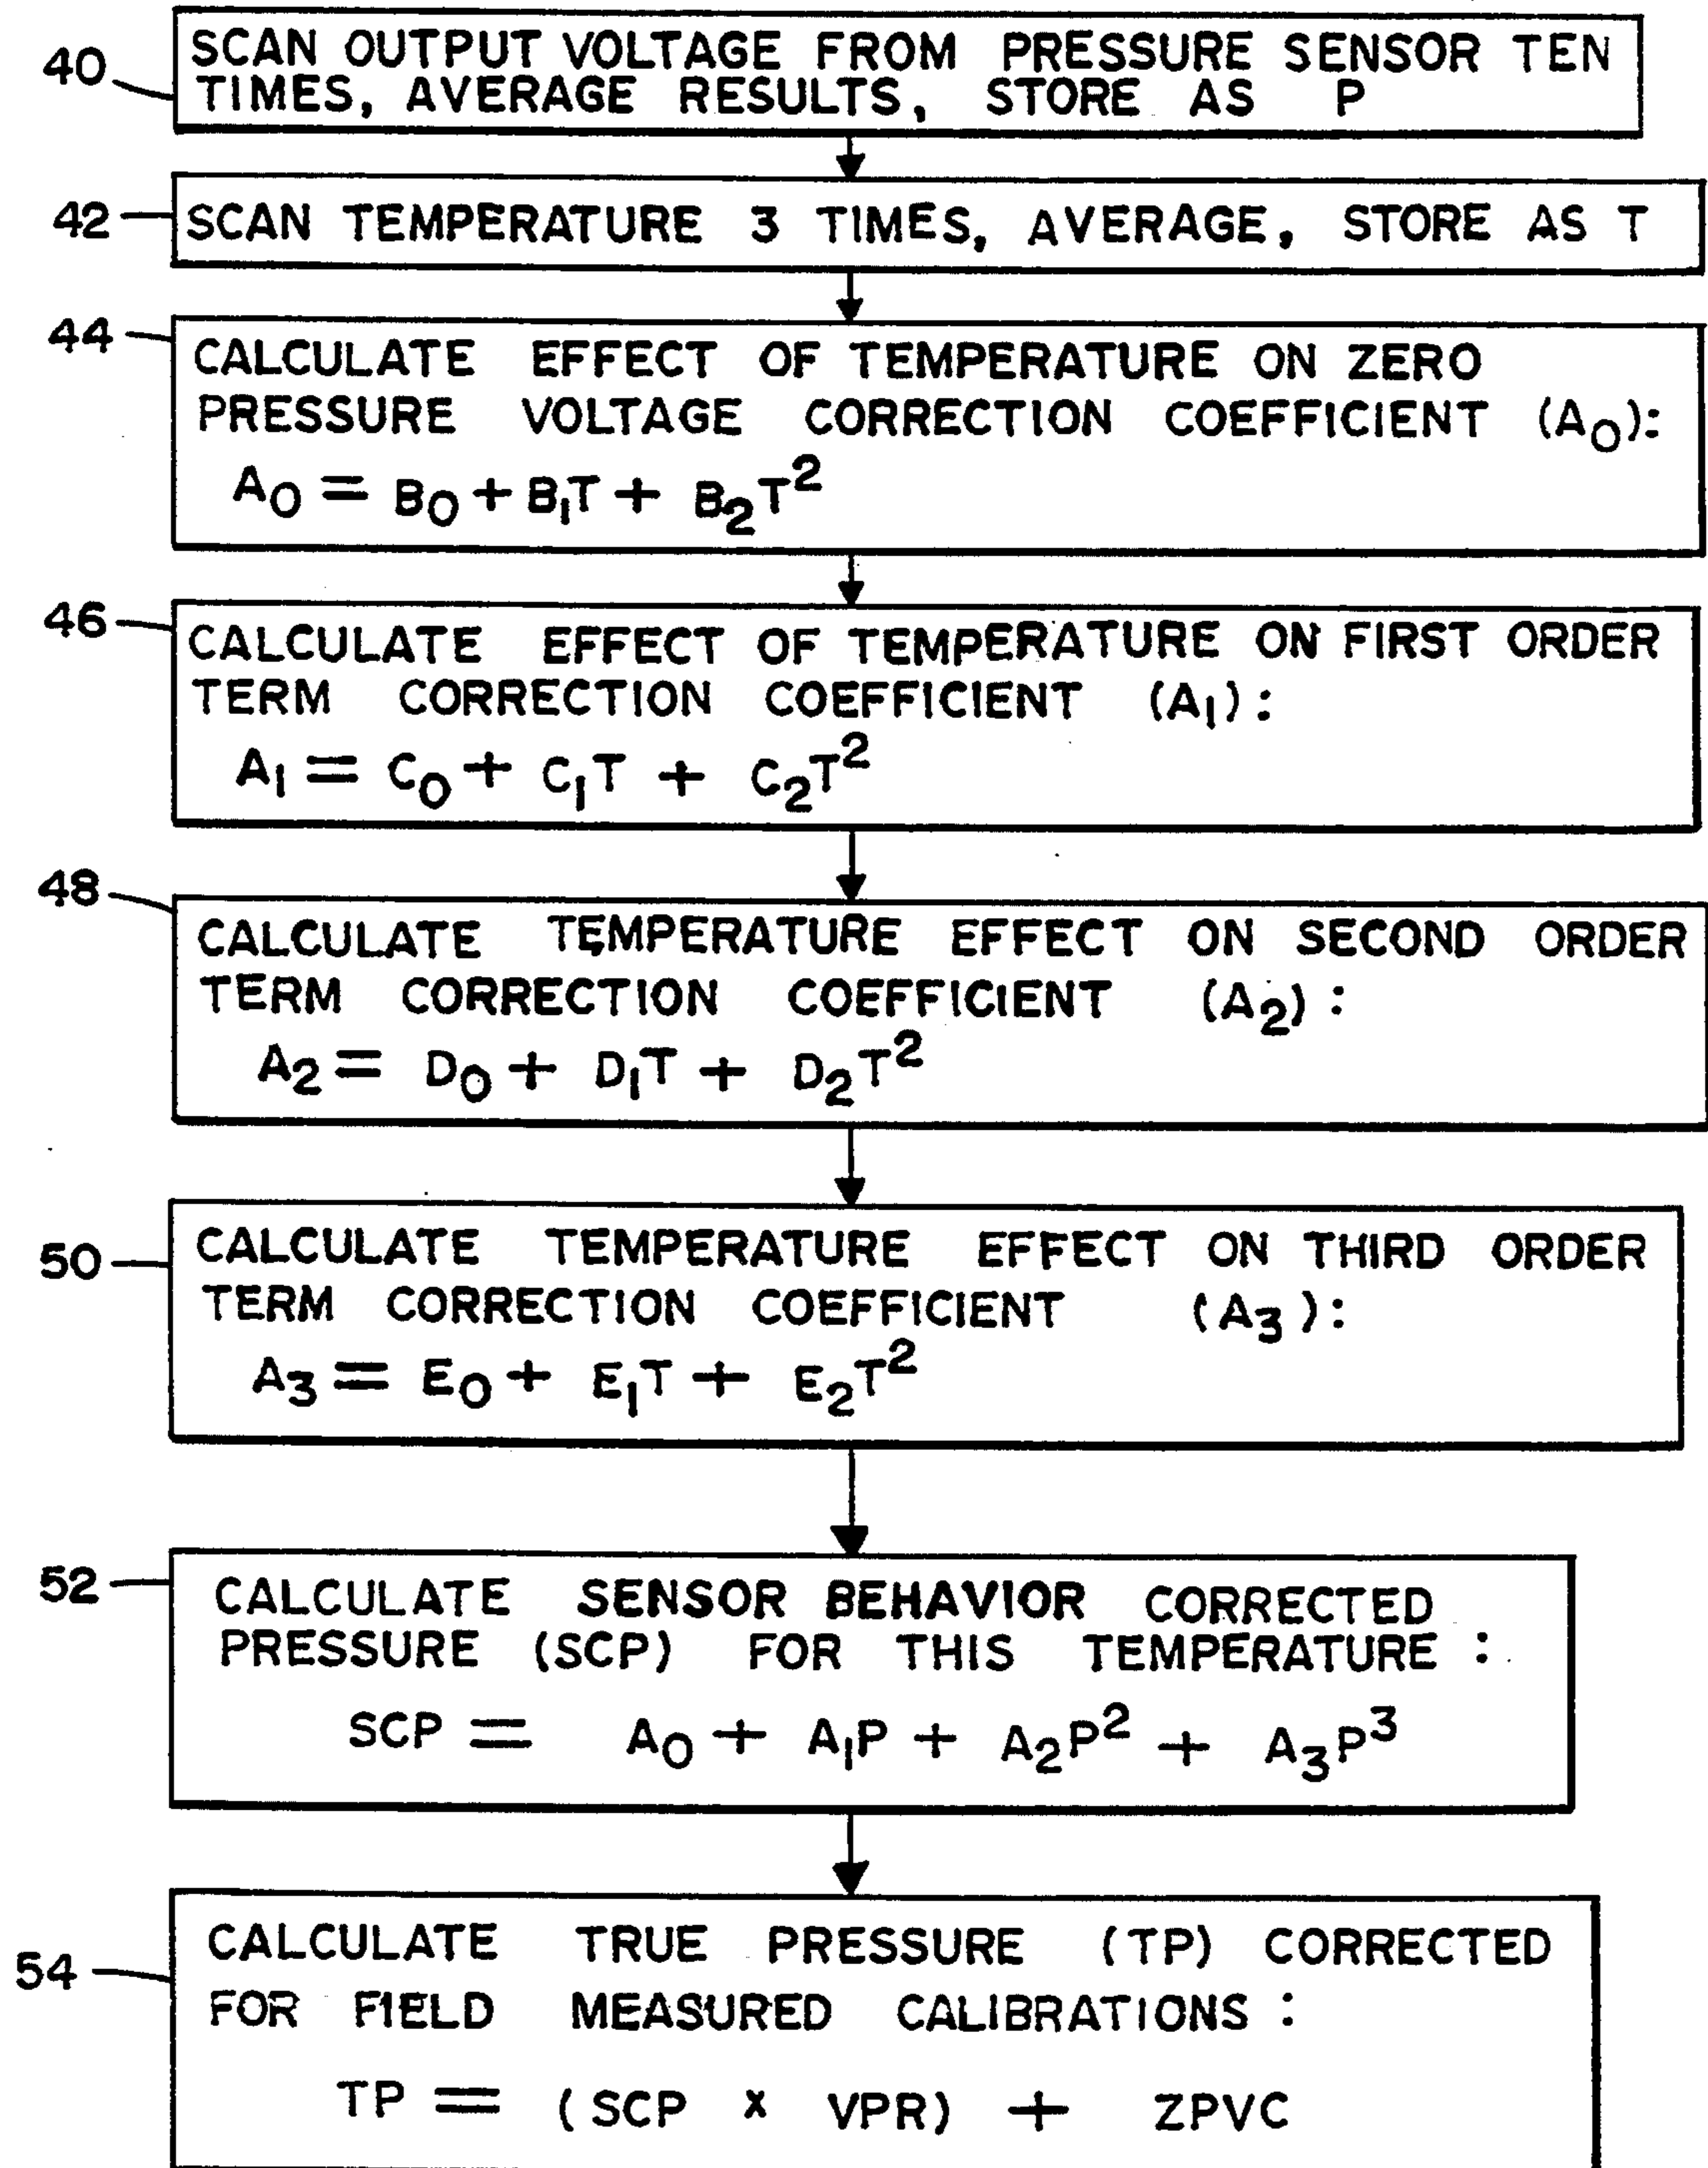 40
SCAN OUTPUT VOLTAGE FROM PRESSURE SENSOR TEN
TIMES, AVERAGE RESULTS, STORE AS P
42
SCAN TEMPERATURE 3 TIMES, AVERAGE, STORE AS T
44
CALCULATE EFFECT OF TEMPERATURE ON ZERO
PRESSURE VOLTAGE CORRECTION COEFFICIENT (A₀):
A₀ = B₀ + B₁T + B₂T²
46
CALCULATE EFFECT OF TEMPERATURE ON FIRST ORDER
TERM CORRECTION COEFFICIENT (A₁):
A₁ = C₀ + C₁T + C₂T²
48
CALCULATE TEMPERATURE EFFECT ON SECOND ORDER
TERM CORRECTION COEFFICIENT (A₂):
A₂ = D₀ + D₁T + D₂T²
50
CALCULATE TEMPERATURE EFFECT ON THIRD ORDER
TERM CORRECTION COEFFICIENT (A₃):
A₃ = E₀ + E₁T + E₂T²
52
CALCULATE SENSOR BEHAVIOR CORRECTED
PRESSURE (SCP) FOR THIS TEMPERATURE :
SCP = A₀ + A₁P + A₂P² + A₃P³
54
CALCULATE TRUE PRESSURE (TP) CORRECTED
FOR FIELD MEASURED CALIBRATIONS :
TP = (SCP x VPR) + ZPVC